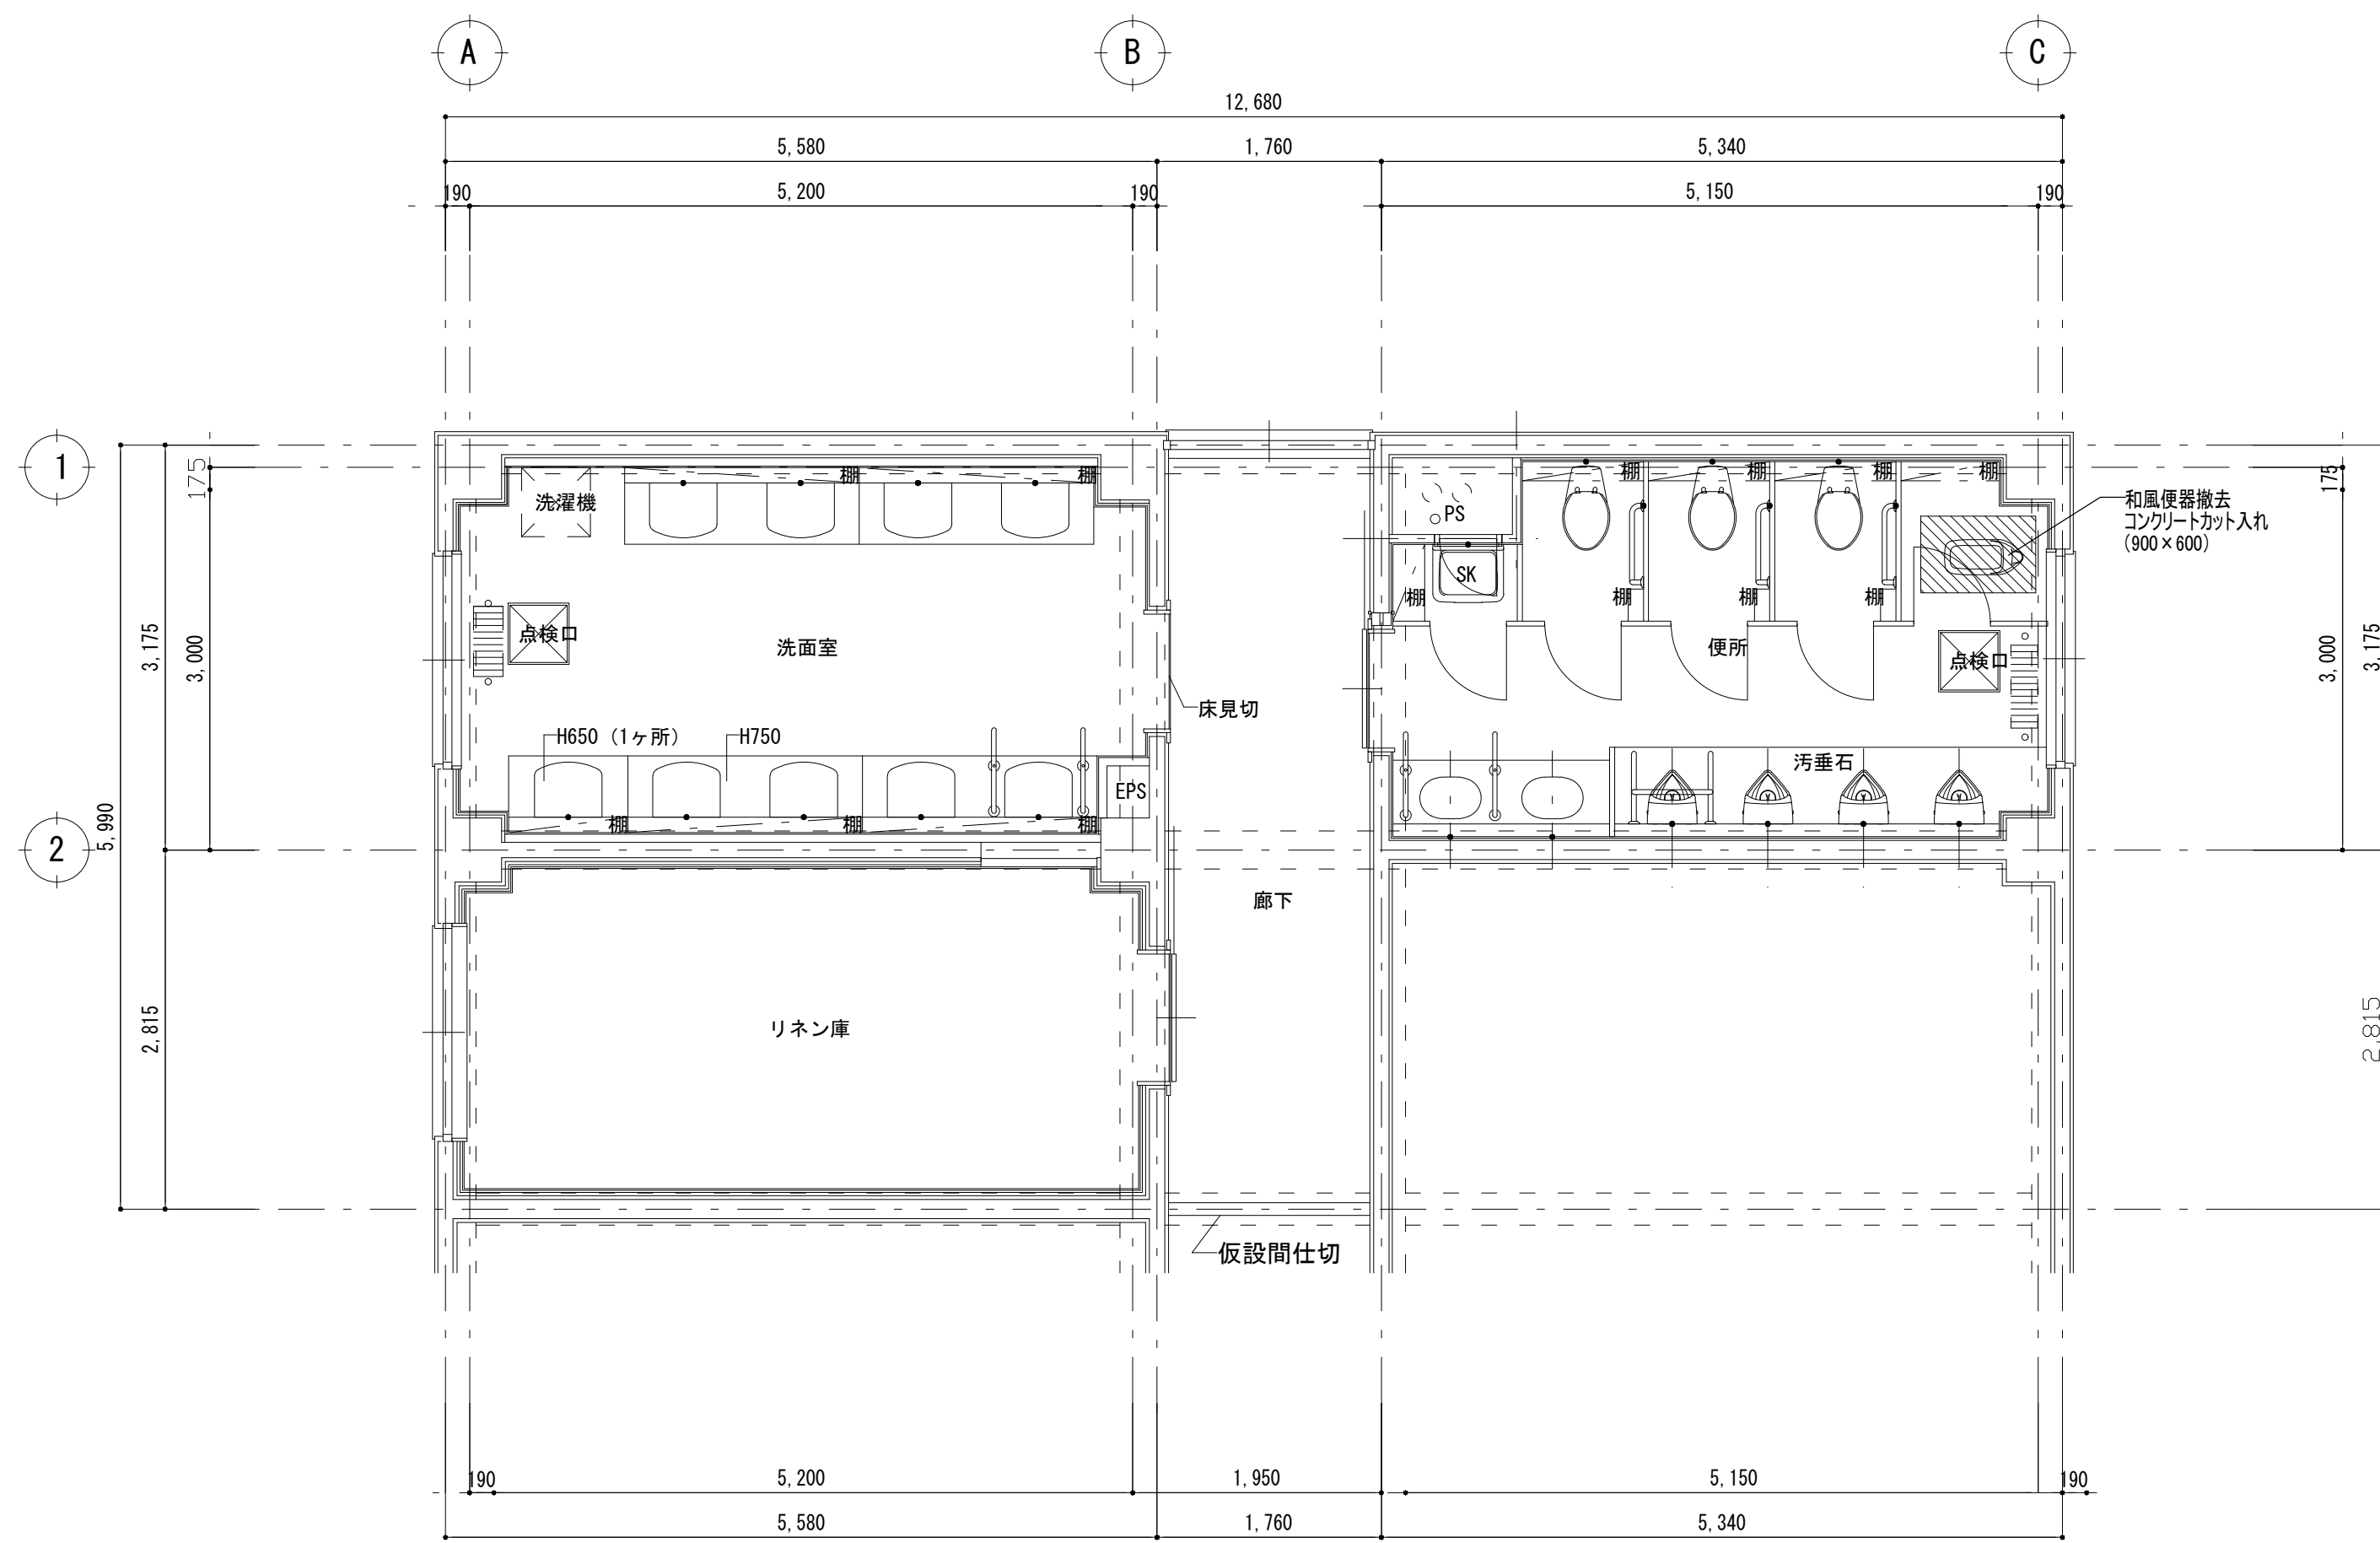 A B C
12,680
5,580 1,760 5,340
190 5,200 190 5,150 190
1
2
175
3,175
3,000
5,990
2,815
洗濯機
棚 棚
点検口
洗面室
H650 (1ヶ所) H750
棚 棚 棚
EPS
床見切
廊下
リネン庫
仮設間仕切
PS
SK
棚
棚 棚 棚 棚
棚 棚 棚
便所
点検口
汚垂石
和風便器撤去
コンクリートカット入れ
(900×600)
175
3,000
3,175
2,815
190 5,200 1,950 5,150 190
5,580 1,760 5,340